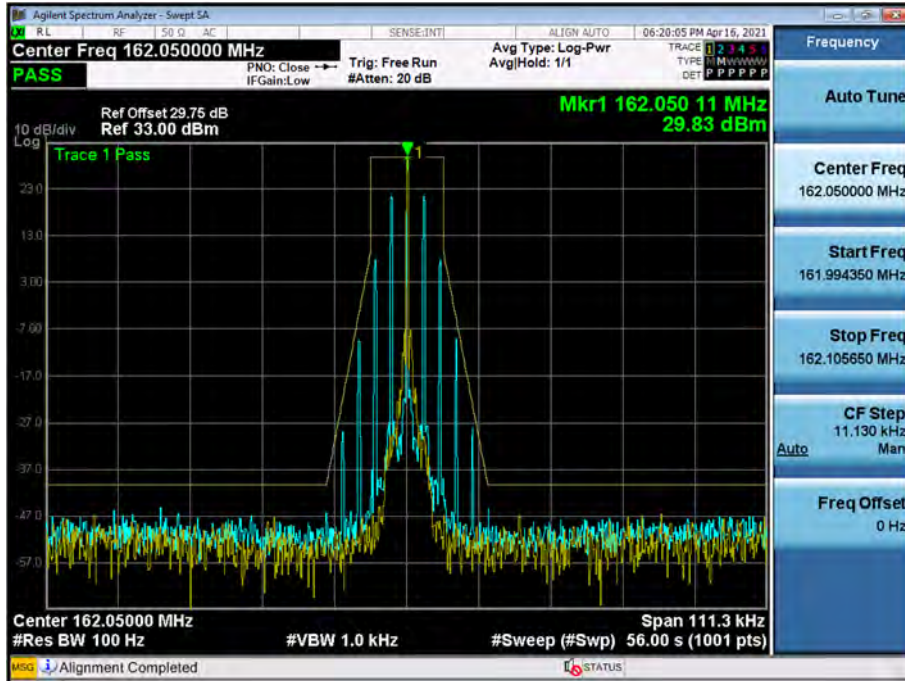 Agilent Spectrum Analyzer - Swept SA
RL RF 50 Ω AC SENSE:INT ALIGN AUTO 06:20:05 PM Apr 16, 2021
Center Freq 162.050000 MHz
PASS
PNO: Close
IFGain:Low
Trig: Free Run
#Atten: 20 dB
Avg Type: Log-Pwr
Avg|Hold: 1/1
TRACE 1 2 3 4 5
TYPE M M W W W W
DET P P P P P P
Frequency
Ref Offset 29.75 dB
10 dB/div Ref 33.00 dBm
Log
Mkr1 162.050 11 MHz
29.83 dBm
Trace 1 Pass
1
23.0
13.0
3.00
-7.00
-17.0
-27.0
-37.0
-47.0
-57.0
Center 162.05000 MHz
Span 111.3 kHz
#Res BW 100 Hz
#VBW 1.0 kHz
#Sweep (#Swp) 56.00 s (1001 pts)
Auto Tune
Center Freq
162.050000 MHz
Start Freq
161.994350 MHz
Stop Freq
162.105650 MHz
CF Step
11.130 kHz
Auto Man
Freq Offset
0 Hz
MSG Alignment Completed
STATUS